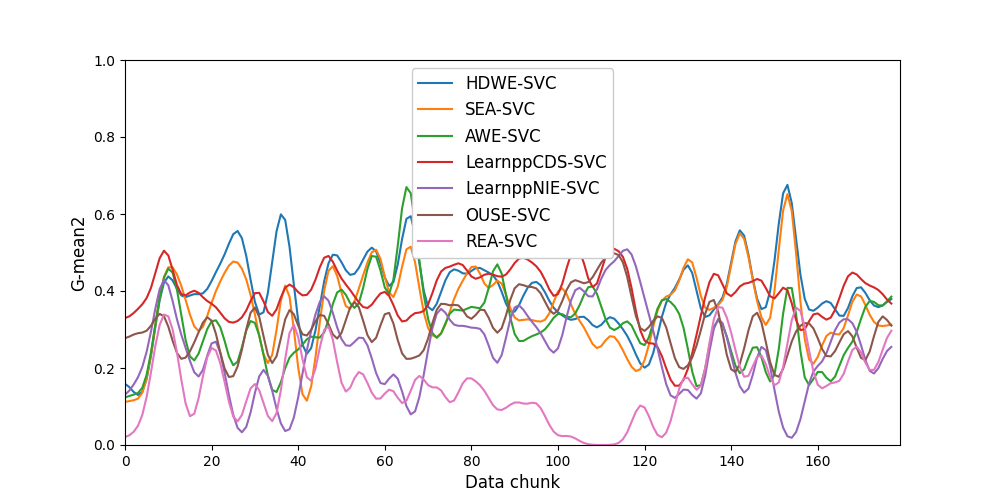 1.0
0.8
0.6
0.4
0.2
0.0
G-mean2
HDWE-SVC
SEA-SVC
AWE-SVC
LearnppCDS-SVC
LearnppNIE-SVC
OUSE-SVC
REA-SVC
0 20 40 60 80 100 120 140 160
Data chunk